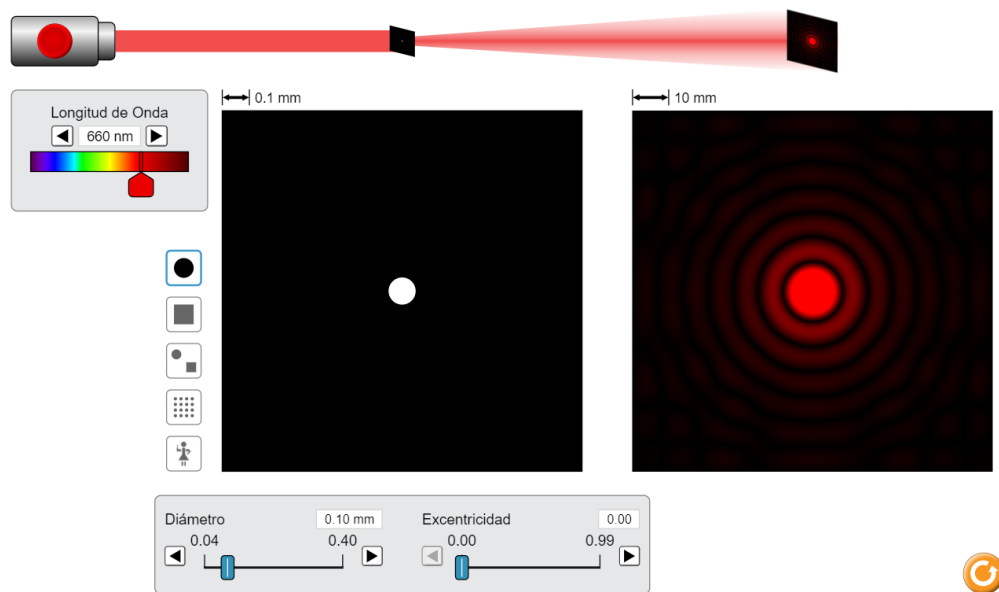 0.1 mm
10 mm
Longitud de Onda
660 nm
Diámetro
0.10 mm
0.04
0.40
Excentricidad
0.00
0.00
0.99